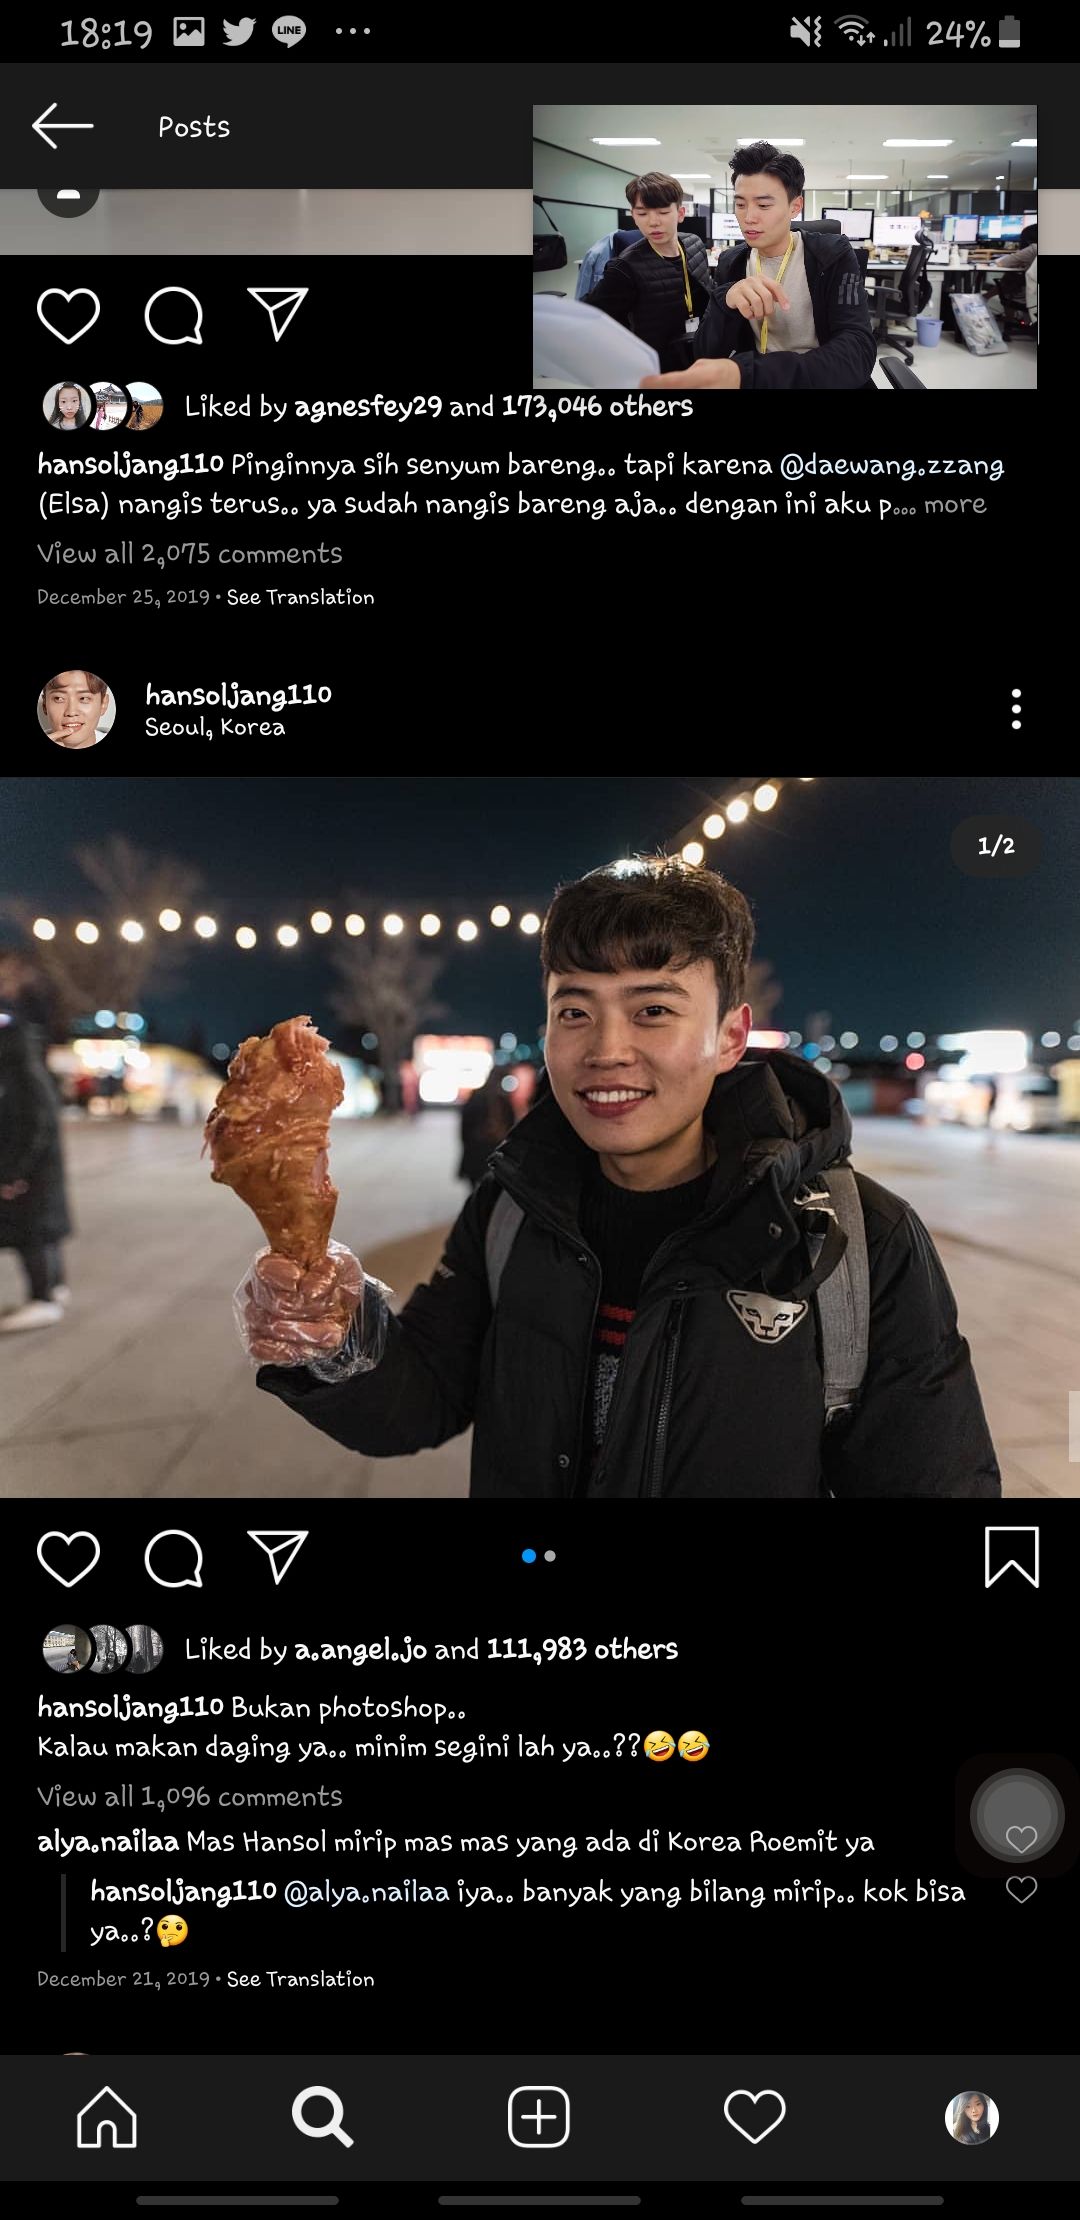 18:19
LINE
24%
Posts
Liked by agnesfey29 and 173,046 others
hansoljang110 Pinginnya sih senyum bareng.. tapi karena @daewang.zzang
(Elsa) nangis terus.. ya sudah nangis bareng aja.. dengan ini aku p... more
View all 2,075 comments
December 25, 2019 • See Translation
hansoljang110
Seoul, Korea
1/2
Liked by a.angel.jo and 111,983 others
hansoljang110 Bukan photoshop..
Kalau makan daging ya.. minim segini lah ya..??🤣🤣
View all 1,096 comments
alya.nailaa Mas Hansol mirip mas mas yang ada di Korea Roemit ya
hansoljang110 @alya.nailaa iya.. banyak yang bilang mirip.. kok bisa
ya..?🤔
December 21, 2019 • See Translation